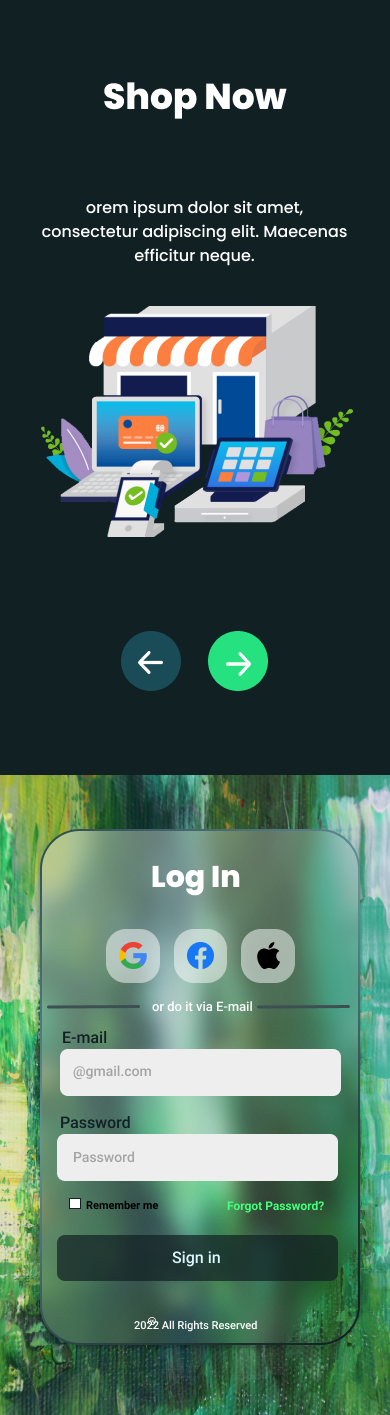 Shop Now
orem ipsum dolor sit amet,
consectetur adipiscing elit. Maecenas
efficitur neque.
Log In
or do it via E-mail
E-mail
@gmail.com
Password
Password
Remember me Forgot Password?
Sign in
2022 All Rights Reserved